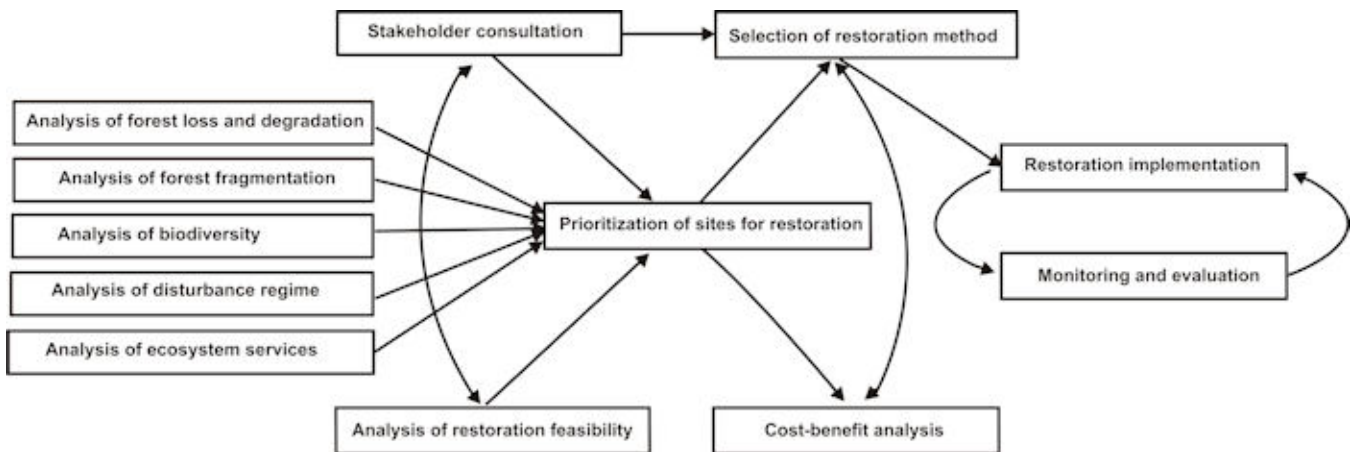 Stakeholder consultation
Selection of restoration method
Analysis of forest loss and degradation
Analysis of forest fragmentation
Analysis of biodiversity
Analysis of disturbance regime
Analysis of ecosystem services
Prioritization of sites for restoration
Restoration implementation
Monitoring and evaluation
Analysis of restoration feasibility
Cost-benefit analysis